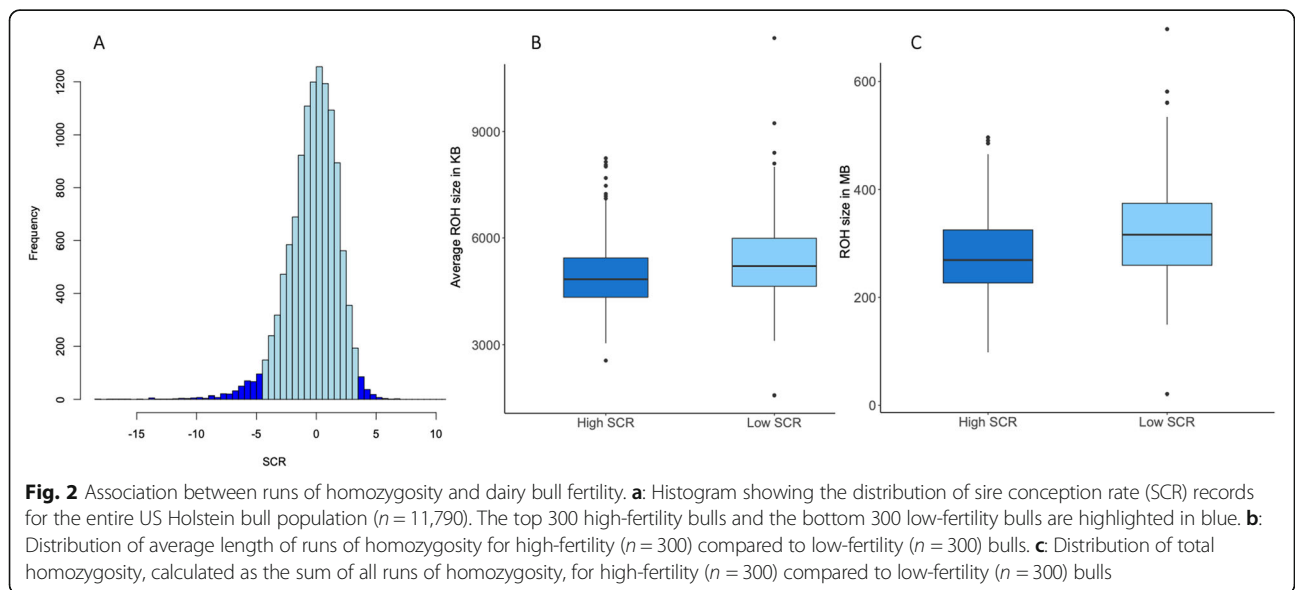 A
B
C
Frequency
0
200
400
600
800
1000
1200
-15
-10
-5
0
5
10
SCR
Average ROH size in KB
9000
6000
3000
High SCR
Low SCR
ROH size in MB
600
400
200
0
High SCR
Low SCR
Fig. 2 Association between runs of homozygosity and dairy bull fertility. a: Histogram showing the distribution of sire conception rate (SCR) records
for the entire US Holstein bull population (n = 11,790). The top 300 high-fertility bulls and the bottom 300 low-fertility bulls are highlighted in blue. b:
Distribution of average length of runs of homozygosity for high-fertility (n = 300) compared to low-fertility (n = 300) bulls. c: Distribution of total
homozygosity, calculated as the sum of all runs of homozygosity, for high-fertility (n = 300) compared to low-fertility (n = 300) bulls